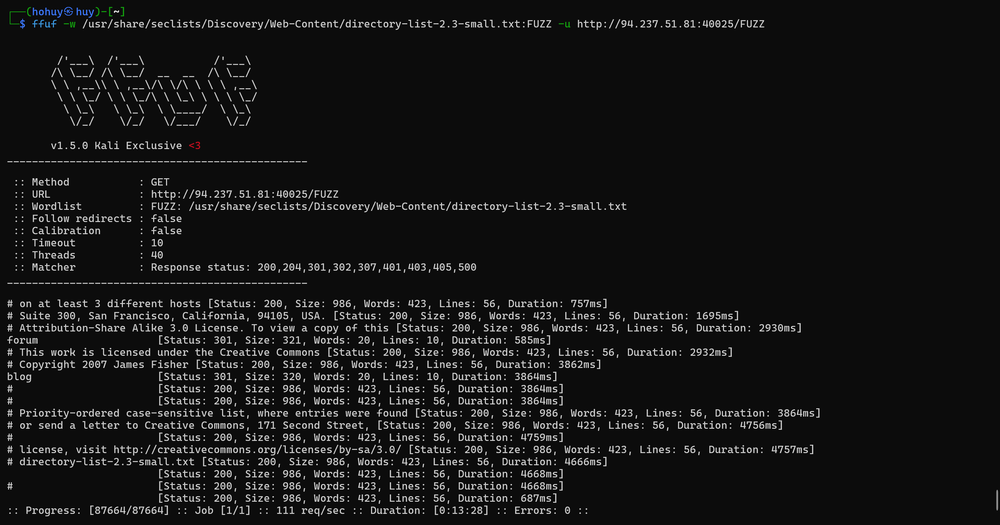 ┌──(hohuy㉿huy)-[~]
└─$ ffuf -w /usr/share/seclists/Discovery/Web-Content/directory-list-2.3-small.txt:FUZZ -u http://94.237.51.81:40025/FUZZ
        /'___\  /'___\           /'___\
       /\ \__/ /\ \__/  __  __  /\ \__/
       \ \ ,__\\ \ ,__\/\ \/\ \ \ \ ,__\
        \ \ \_/ \ \ \_/\ \ \_\ \ \ \ \_/
         \ \_\   \ \_\  \ \____/  \ \_\
          \/_/    \/_/   \/___/    \/_/
       v1.5.0 Kali Exclusive <3
________________________________________________
 :: Method           : GET
 :: URL              : http://94.237.51.81:40025/FUZZ
 :: Wordlist         : FUZZ: /usr/share/seclists/Discovery/Web-Content/directory-list-2.3-small.txt
 :: Follow redirects : false
 :: Calibration      : false
 :: Timeout          : 10
 :: Threads          : 40
 :: Matcher          : Response status: 200,204,301,302,307,401,403,405,500
________________________________________________
# on at least 3 different hosts [Status: 200, Size: 986, Words: 423, Lines: 56, Duration: 757ms]
# Suite 300, San Francisco, California, 94105, USA. [Status: 200, Size: 986, Words: 423, Lines: 56, Duration: 1695ms]
# Attribution-Share Alike 3.0 License. To view a copy of this [Status: 200, Size: 986, Words: 423, Lines: 56, Duration: 2930ms]
forum                   [Status: 301, Size: 321, Words: 20, Lines: 10, Duration: 585ms]
# This work is licensed under the Creative Commons [Status: 200, Size: 986, Words: 423, Lines: 56, Duration: 2932ms]
# Copyright 2007 James Fisher [Status: 200, Size: 986, Words: 423, Lines: 56, Duration: 3862ms]
blog                    [Status: 301, Size: 320, Words: 20, Lines: 10, Duration: 3864ms]
#                       [Status: 200, Size: 986, Words: 423, Lines: 56, Duration: 3864ms]
#                       [Status: 200, Size: 986, Words: 423, Lines: 56, Duration: 3864ms]
# Priority-ordered case-sensitive list, where entries were found [Status: 200, Size: 986, Words: 423, Lines: 56, Duration: 3864ms]
# or send a letter to Creative Commons, 171 Second Street, [Status: 200, Size: 986, Words: 423, Lines: 56, Duration: 4756ms]
#                       [Status: 200, Size: 986, Words: 423, Lines: 56, Duration: 4759ms]
# license, visit http://creativecommons.org/licenses/by-sa/3.0/ [Status: 200, Size: 986, Words: 423, Lines: 56, Duration: 4757ms]
# directory-list-2.3-small.txt [Status: 200, Size: 986, Words: 423, Lines: 56, Duration: 4666ms]
                        [Status: 200, Size: 986, Words: 423, Lines: 56, Duration: 4668ms]
#                       [Status: 200, Size: 986, Words: 423, Lines: 56, Duration: 4668ms]
                        [Status: 200, Size: 986, Words: 423, Lines: 56, Duration: 687ms]
:: Progress: [87664/87664] :: Job [1/1] :: 111 req/sec :: Duration: [0:13:28] :: Errors: 0 ::